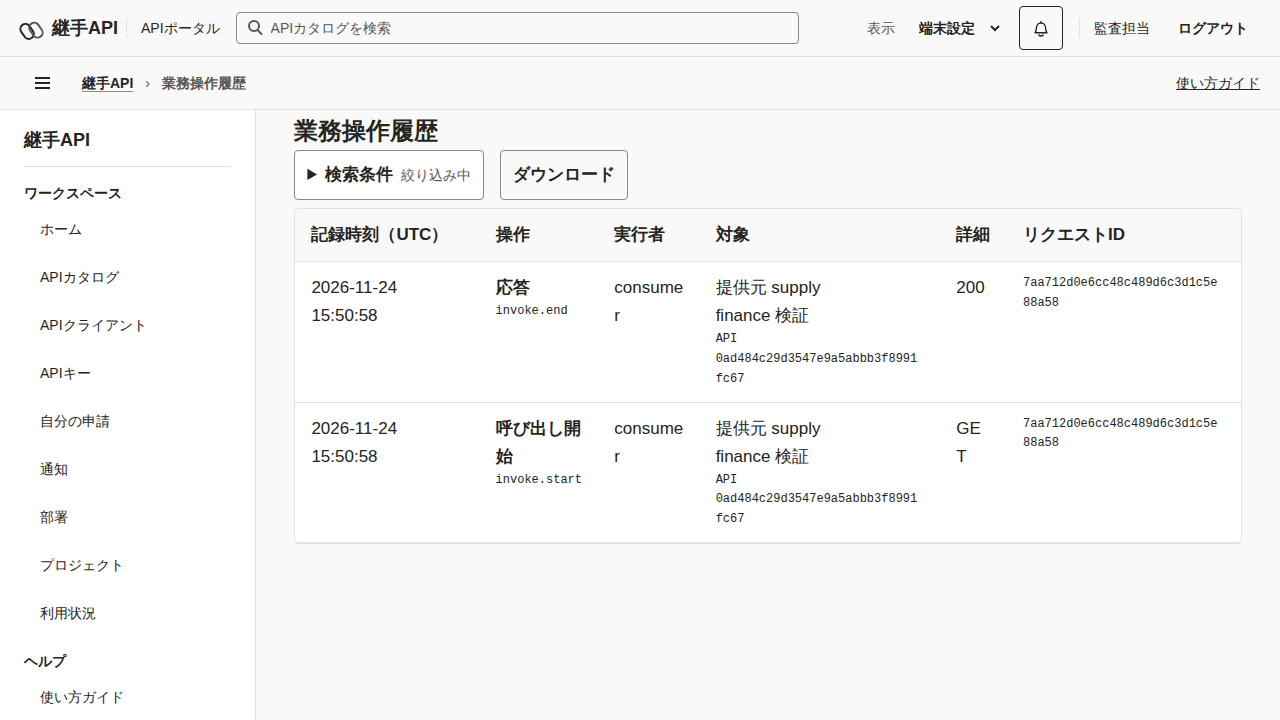 継手API
APIポータル
APIカタログを検索
表示
端末設定
監査担当
ログアウト
継手API › 業務操作履歴
使い方ガイド
継手API
ワークスペース
ホーム
APIカタログ
APIクライアント
APIキー
自分の申請
通知
部署
プロジェクト
利用状況
ヘルプ
使い方ガイド
業務操作履歴
▶ 検索条件 絞り込み中
ダウンロード
記録時刻（UTC） 操作 実行者 対象 詳細 リクエストID
2026-11-24
15:50:58
応答
invoke.end
consume
r
提供元 supply
finance 検証
API
0ad484c29d3547e9a5abbb3f8991
fc67
200
7aa712d0e6cc48c489d6c3d1c5e
88a58
2026-11-24
15:50:58
呼び出し開
始
invoke.start
consume
r
提供元 supply
finance 検証
API
0ad484c29d3547e9a5abbb3f8991
fc67
GE
T
7aa712d0e6cc48c489d6c3d1c5e
88a58